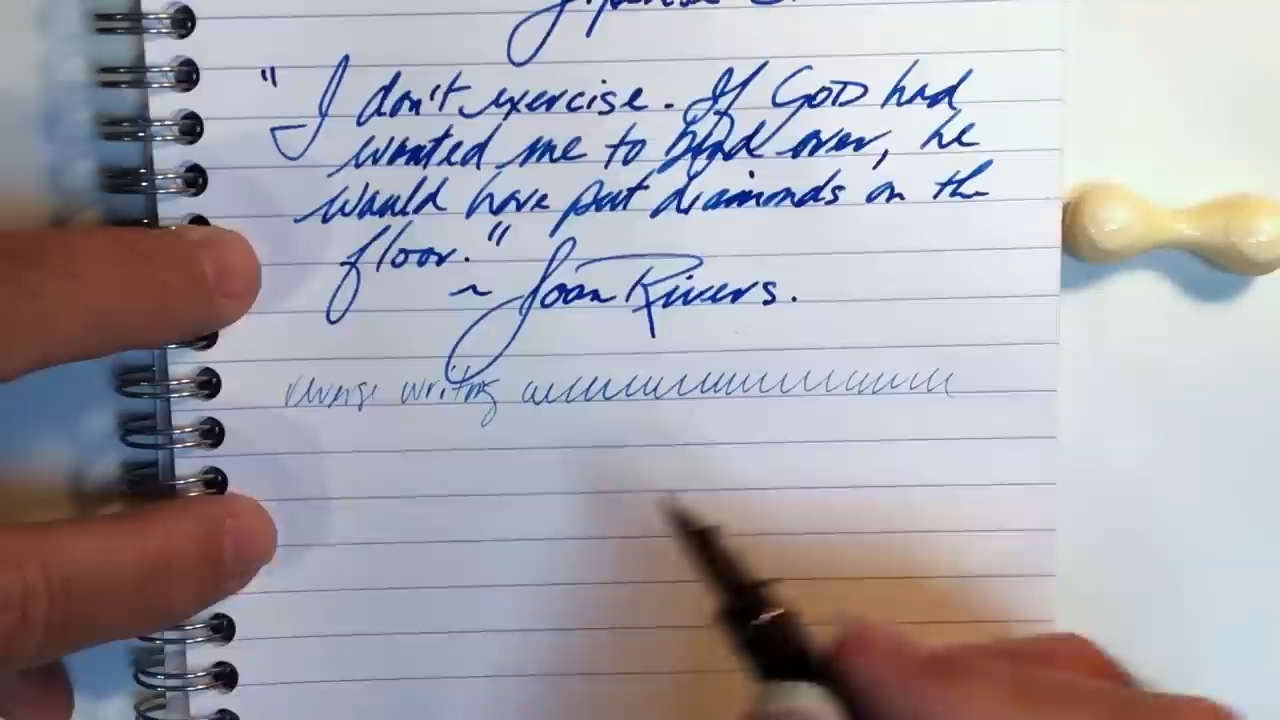 " I don't exercise. If GOD had
wanted me to bend over, he
would have put diamonds on the
floor."
~ Joan Rivers.
reverse writing